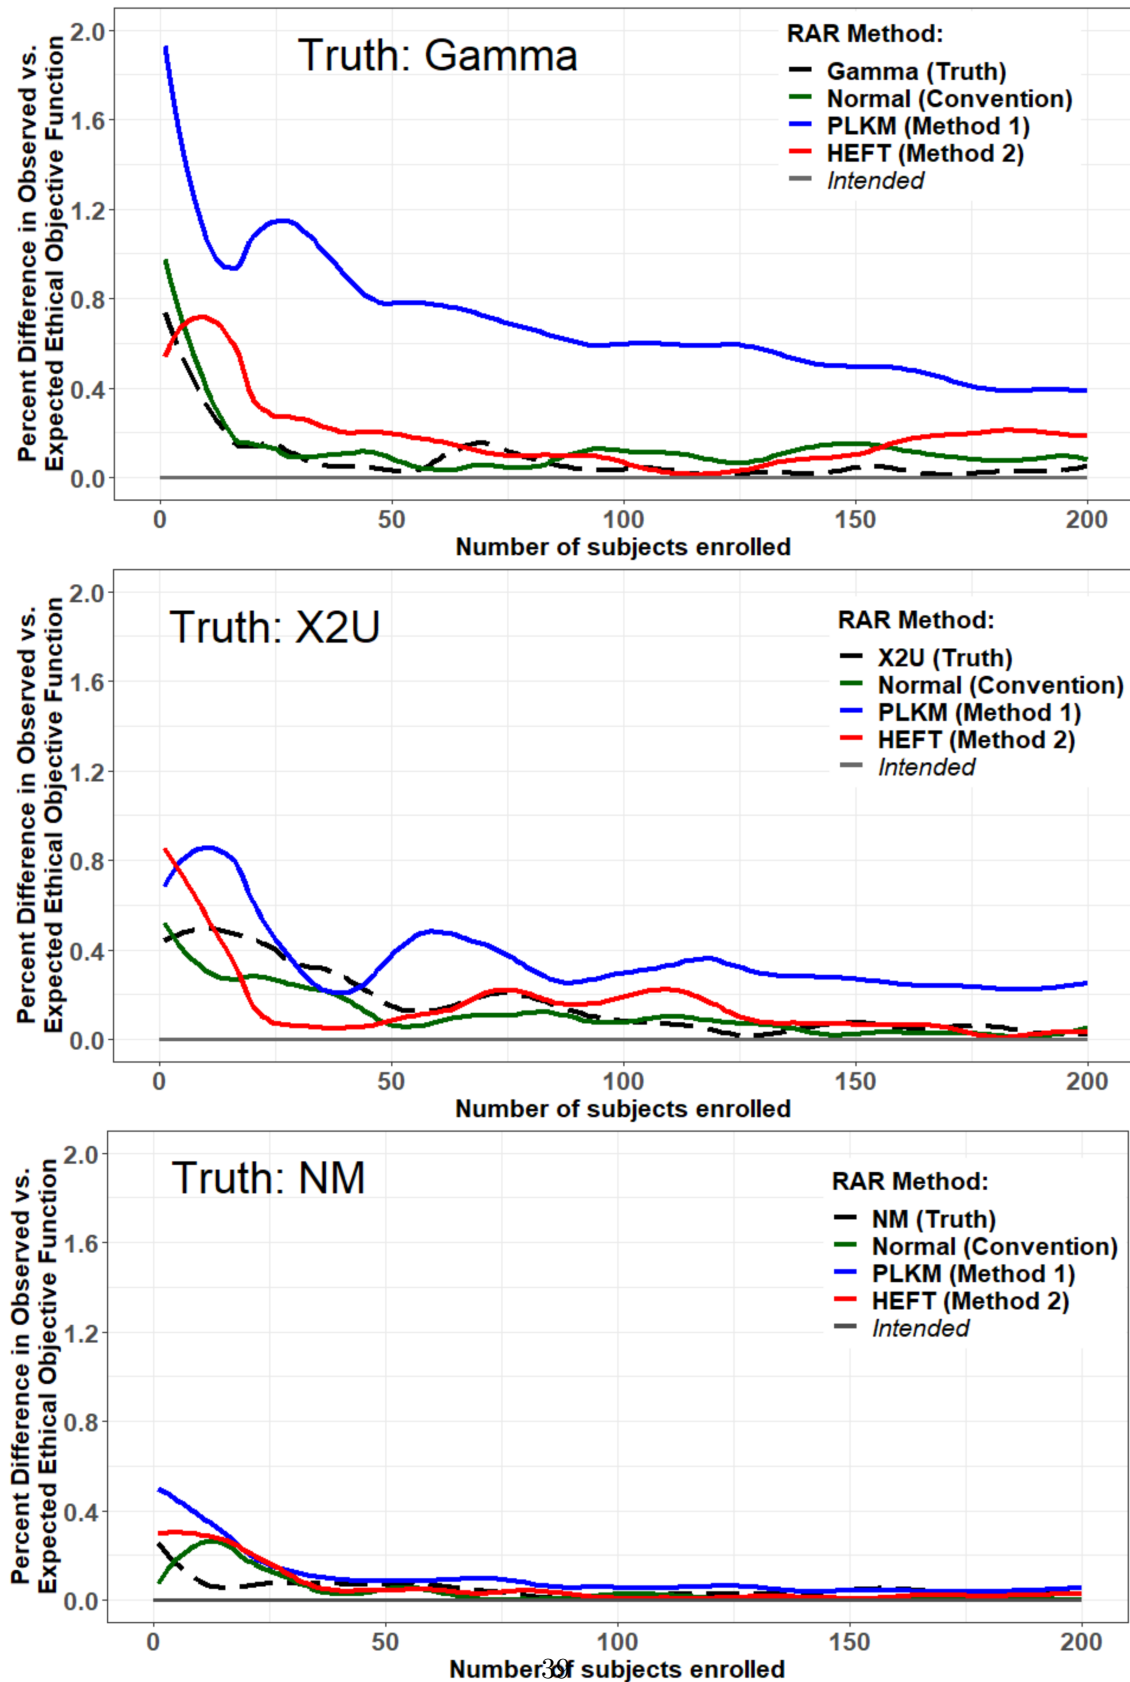 Percent Difference in Observed vs.
Expected Ethical Objective Function
2.0
1.6
1.2
0.8
0.4
0.0
Truth: Gamma
RAR Method:
Gamma (Truth)
Normal (Convention)
PLKM (Method 1)
HEFT (Method 2)
Intended
0 50 100 150 200
Number of subjects enrolled
Percent Difference in Observed vs.
Expected Ethical Objective Function
2.0
1.6
1.2
0.8
0.4
0.0
Truth: X2U
RAR Method:
X2U (Truth)
Normal (Convention)
PLKM (Method 1)
HEFT (Method 2)
Intended
0 50 100 150 200
Number of subjects enrolled
Percent Difference in Observed vs.
Expected Ethical Objective Function
2.0
1.6
1.2
0.8
0.4
0.0
Truth: NM
RAR Method:
NM (Truth)
Normal (Convention)
PLKM (Method 1)
HEFT (Method 2)
Intended
0 50 100 150 200
Number of subjects enrolled
39